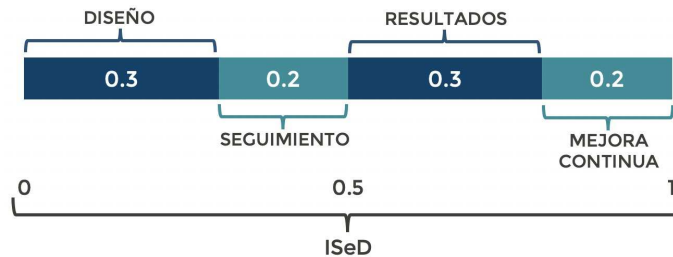 DISEÑO
RESULTADOS
0.3
0.2
0.3
0.2
SEGUIMIENTO
MEJORA
CONTINUA
0
0.5
1
ISeD